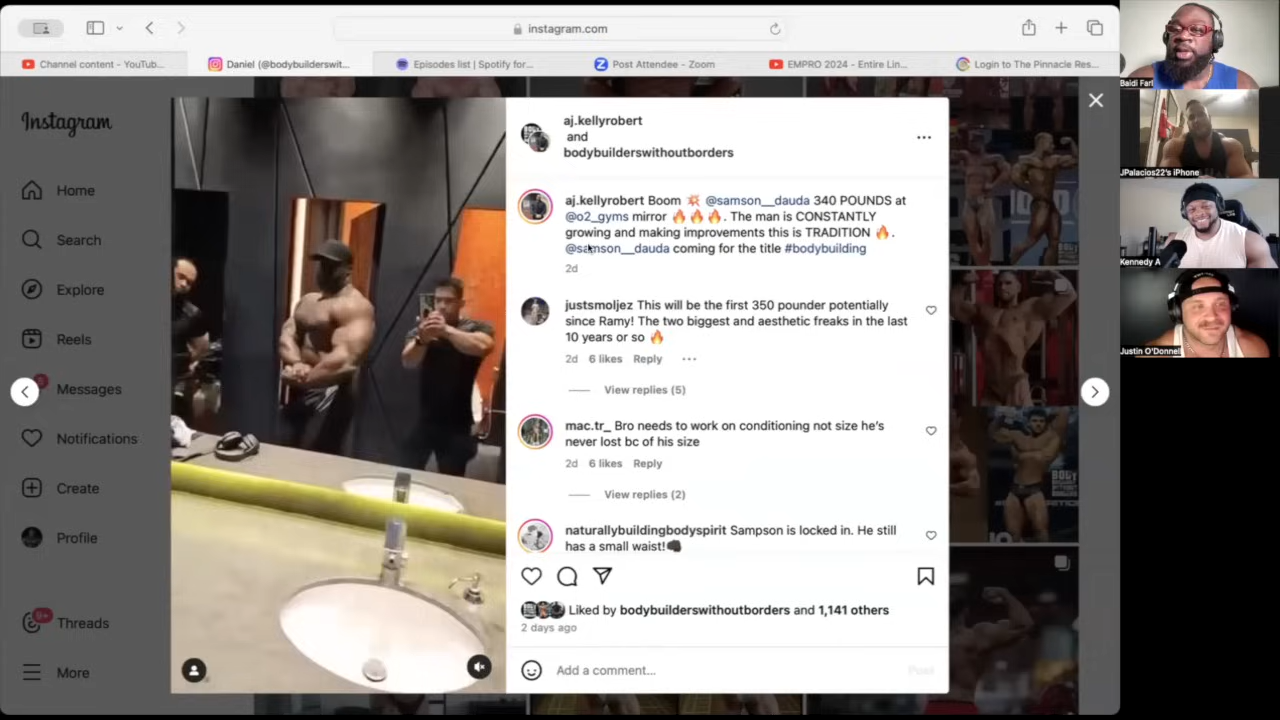 instagram.com
Channel content - YouTub...
Daniel (@bodybuilderswit...
Episodes list | Spotify for...
Post Attendee - Zoom
EMPRO 2024 - Entire Lin...
Login to The Pinnacle Res...
Instagram
Home
Search
Explore
Reels
Messages
Notifications
Create
Profile
9+
Threads
More
aj.kellyrobert
and
bodybuilderswithoutborders
aj.kellyrobert Boom 💥 @samson__dauda 340 POUNDS at
@o2_gyms mirror 🔥🔥🔥. The man is CONSTANTLY
growing and making improvements this is TRADITION 🔥.
@samson__dauda coming for the title #bodybuilding
2d
justsmoljez This will be the first 350 pounder potentially
since Ramy! The two biggest and aesthetic freaks in the last
10 years or so 🔥
2d 6 likes Reply ...
View replies (5)
mac.tr_ Bro needs to work on conditioning not size he's
never lost bc of his size
2d 6 likes Reply
View replies (2)
naturallybuildingbodyspirit Sampson is locked in. He still
has a small waist!
Liked by bodybuilderswithoutborders and 1,141 others
2 days ago
Add a comment...
Post
Baidi Farl
JPalacios22's iPhone
Kennedy A
Justin O'Donnell